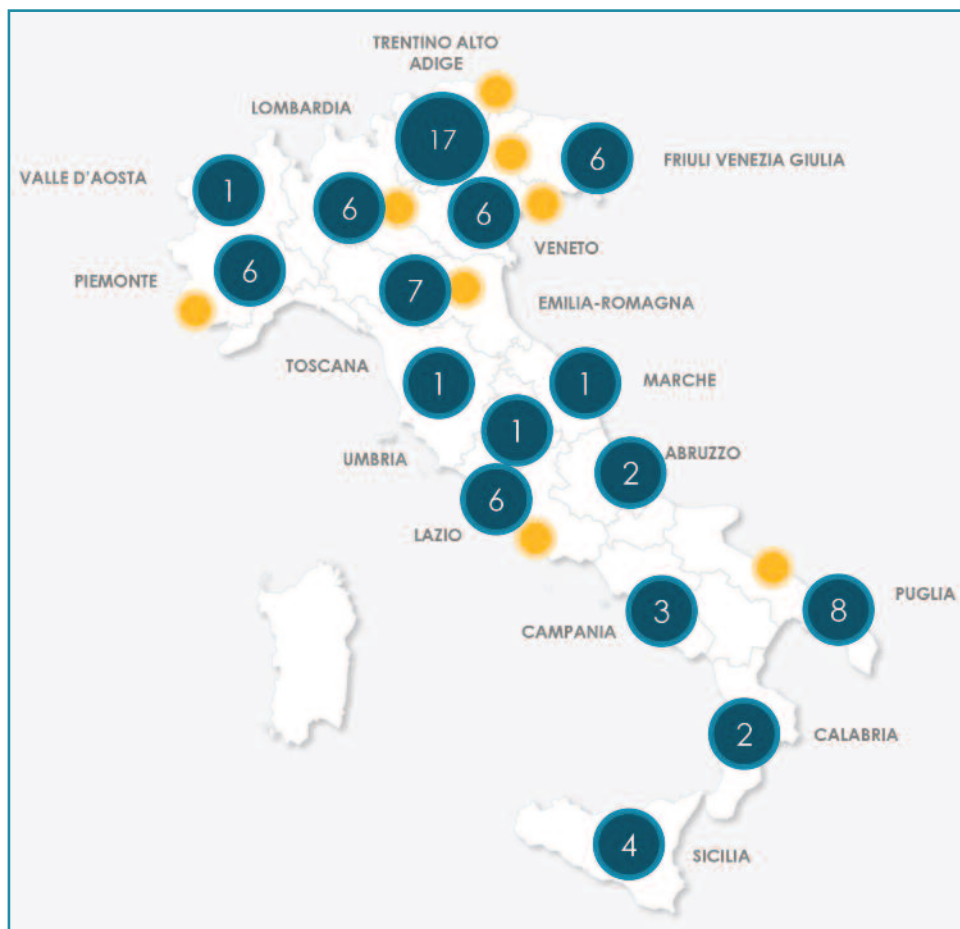 TRENTINO ALTO
ADIGE
LOMBARDIA
17
6
FRIULI VENEZIA GIULIA
VALLE D'AOSTA
1
6
6
VENETO
PIEMONTE
6
7
EMILIA-ROMAGNA
TOSCANA
1
1
MARCHE
UMBRIA
1
ABRUZZO
2
6
LAZIO
PUGLIA
8
CAMPANIA
3
2
CALABRIA
4
SICILIA